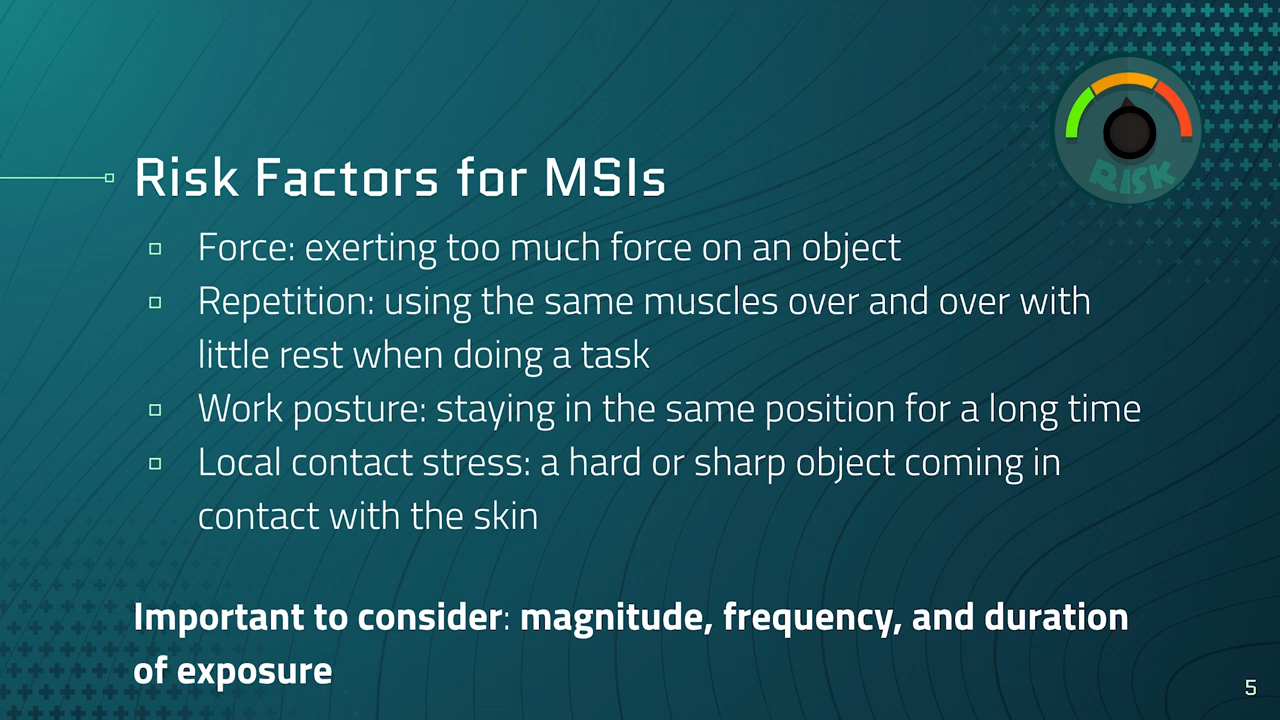 RISK
Risk Factors for MSIs
Force: exerting too much force on an object
Repetition: using the same muscles over and over with
little rest when doing a task
Work posture: staying in the same position for a long time
Local contact stress: a hard or sharp object coming in
contact with the skin
Important to consider: magnitude, frequency, and duration
of exposure
5